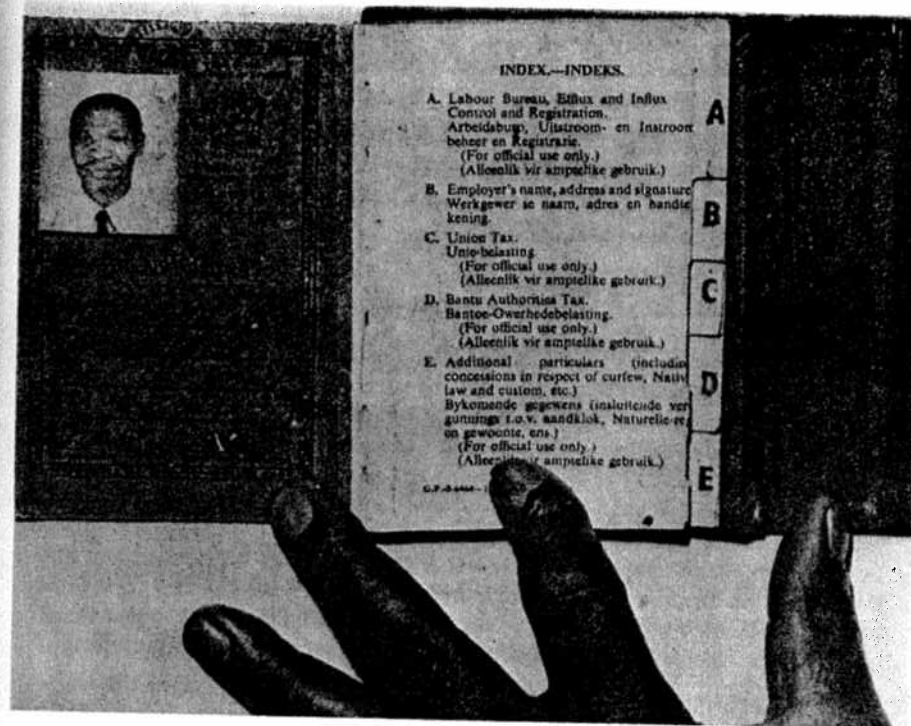 INDEX.—INDEKS.
A. Labour Bureau, Efflux and Influx
Control and Registration.
Arbeidsburo, Uitstroom- en Instroom
beheer en Registrasie.
(For official use only.)
(Alleenlik vir amptelike gebruik.)
B. Employer's name, address and signature
Werkgewer se naam, adres en handte
kening.
C. Union Tax.
Unie-belasting
(For official use only.)
(Alleenlik vir amptelike gebruik.)
D. Bantu Authorities Tax.
Bantoe-Owerhedebelasting.
(For official use only.)
(Alleenlik vir amptelike gebruik.)
E. Additional particulars (includin
concessions in respect of curfew, Nativ
law and custom, etc.)
Bykomende gegewens (insluitende ver
gunnings t.o.v. aandklok, Naturelle-re
en gewoonte, ens.)
(For official use only.)
(Alleenlik vir amptelike gebruik.)
A
B
C
D
E